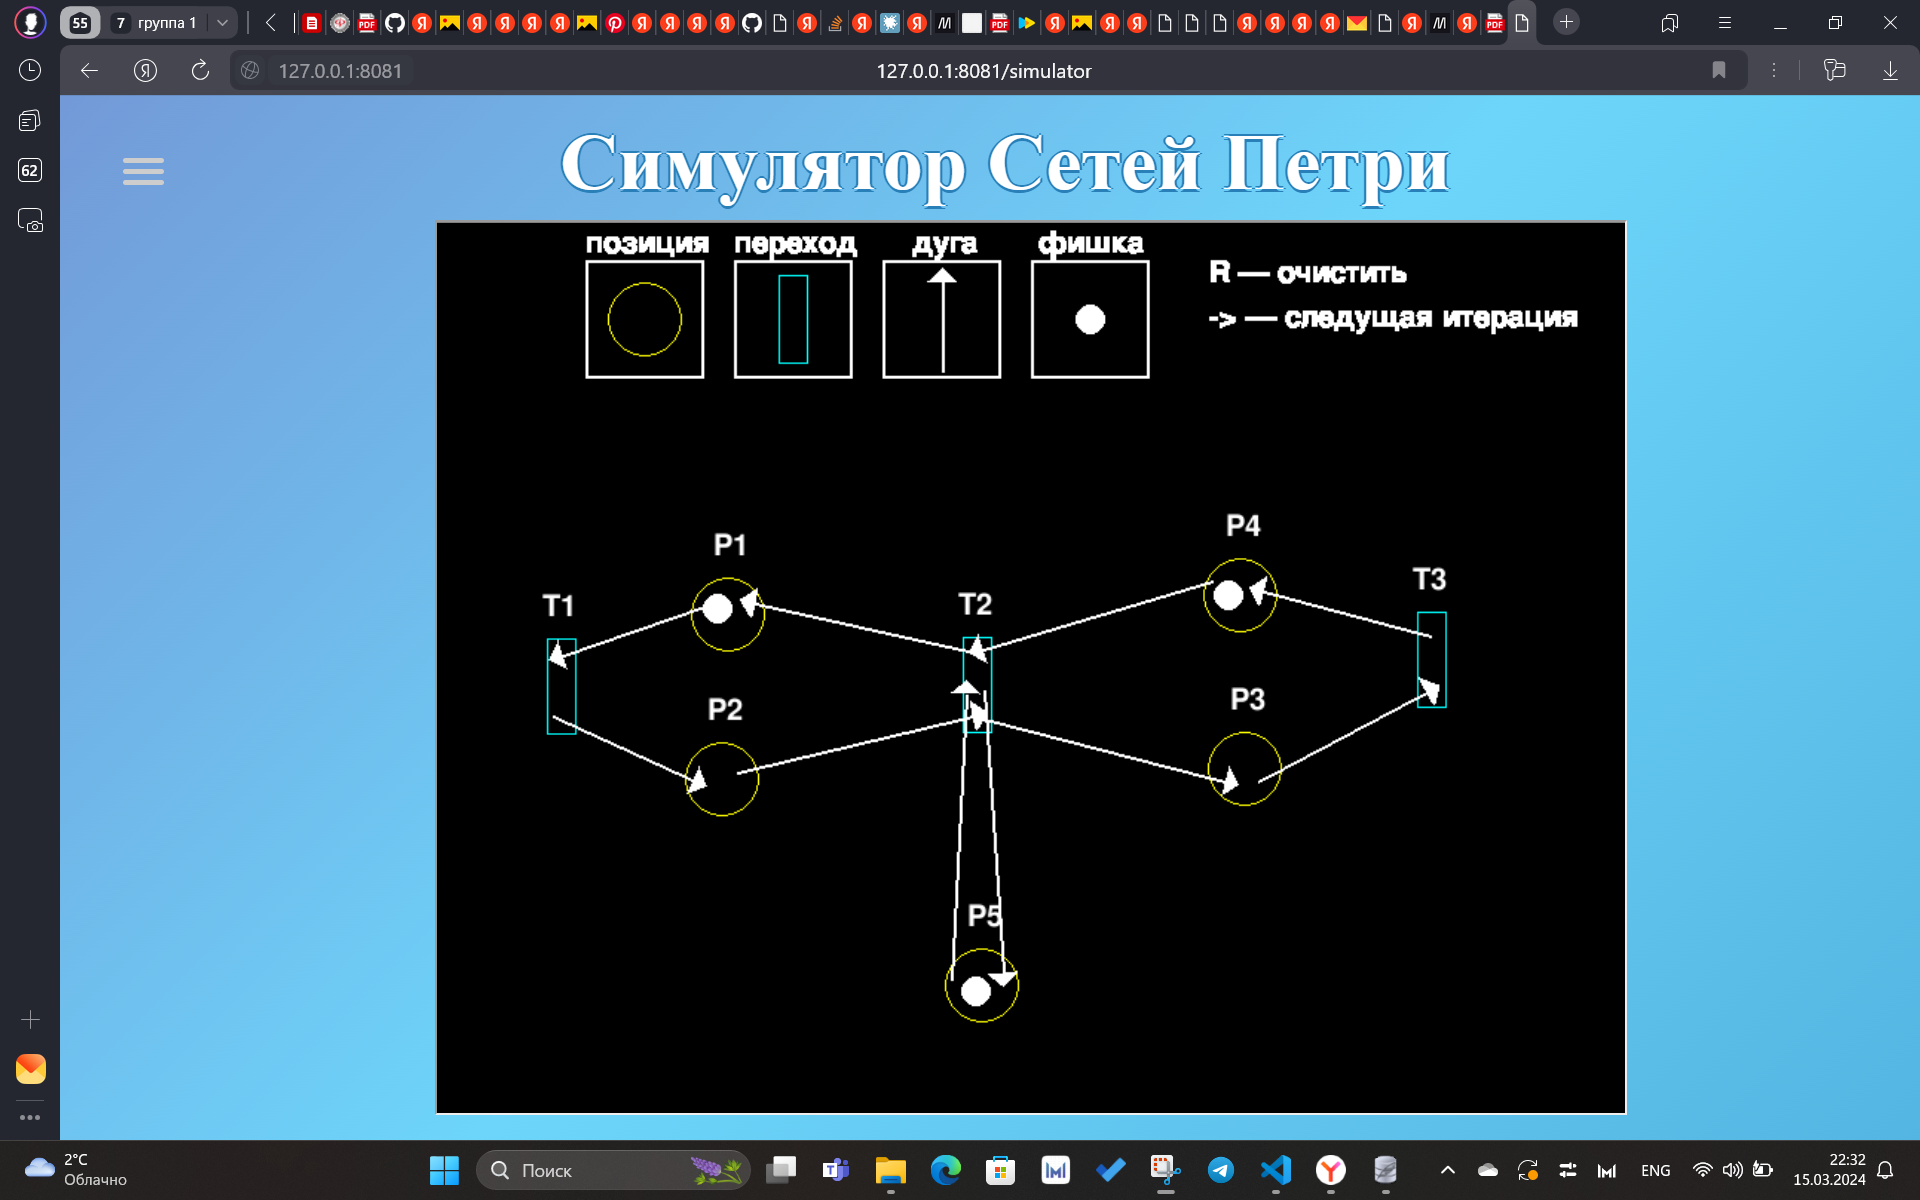 55
7 группа 1
127.0.0.1:8081
127.0.0.1:8081/simulator
62
Симулятор Сетей Петри
позиция переход дуга фишка
R — очистить
-> — следущая итерация
P4
P1
T3
T1
T2
P3
P2
P5
2°C
Облачно
Поиск
ENG
22:32
15.03.2024